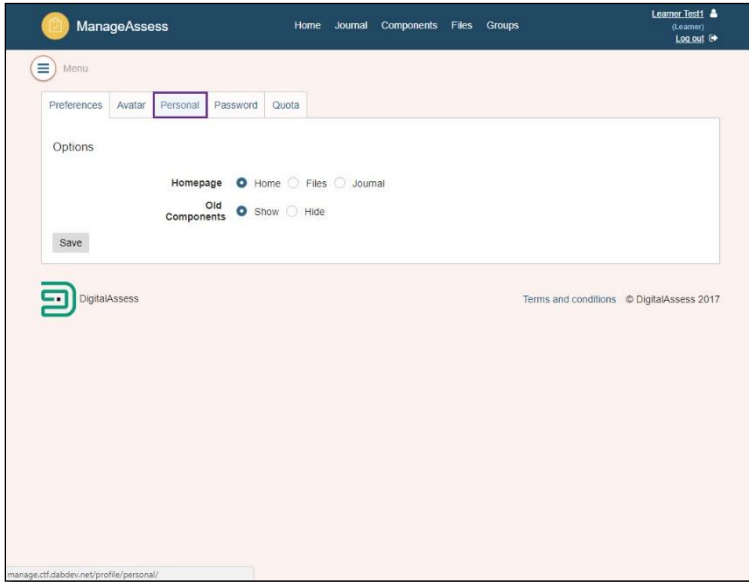 ManageAssess
Home Journal Components Files Groups
Learner Test1
(Learner)
Log out
Menu
Preferences Avatar Personal Password Quota
Options
Homepage Home Files Journal
Old
Components Show Hide
Save
DigitalAssess
Terms and conditions © DigitalAssess 2017
manage.ctf.dabdev.net/profile/personal/